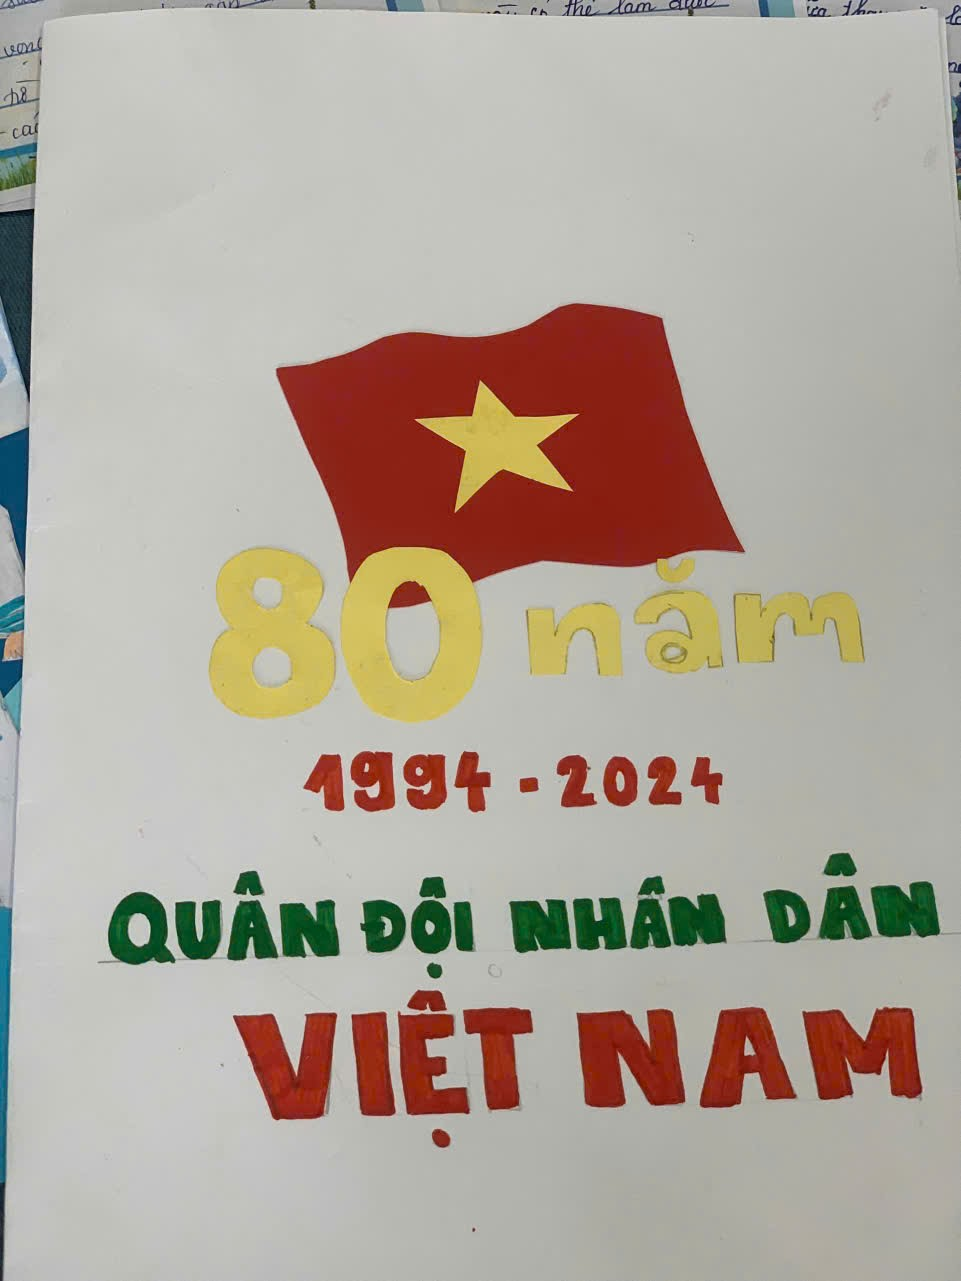 80 năm
1994 - 2024
QUÂN ĐỘI NHÂN DÂN
VIỆT NAM